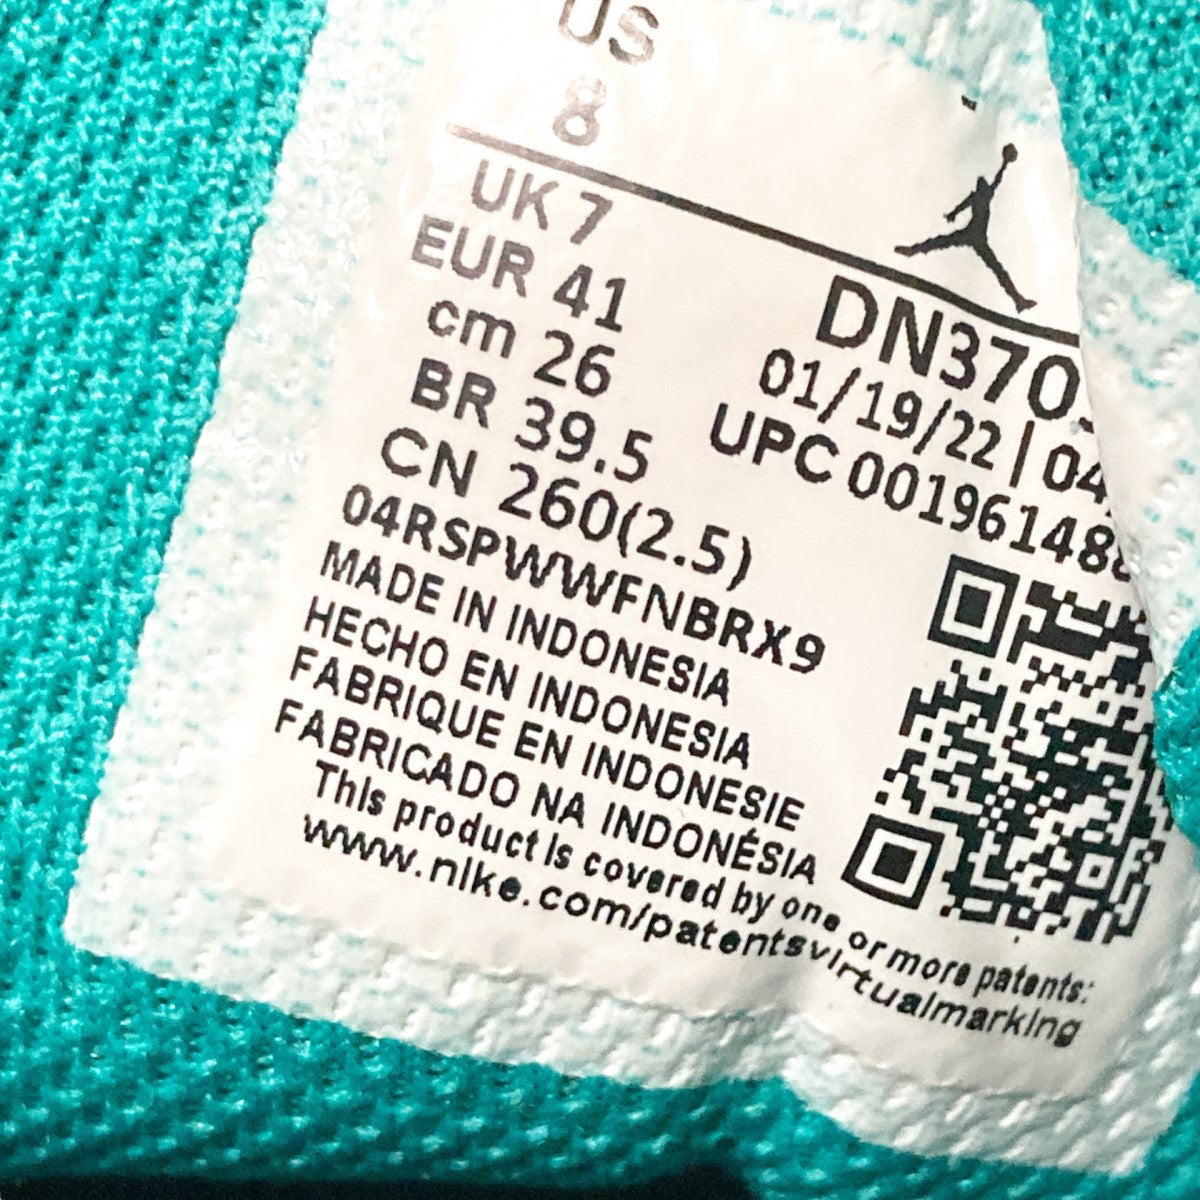 US
8
UK 7
EUR 41
cm 26
BR 39.5
CN 260(2.5)
DN370
01/19/22 | 04
UPC 001961488
04RSPWWFNBRX9
MADE IN INDONESIA
HECHO EN INDONESIA
FABRIQUE EN INDONESIE
FABRICADO NA INDONÉSIA
This product is covered by one or more patents:
www.nike.com/patentsvirtualmarking